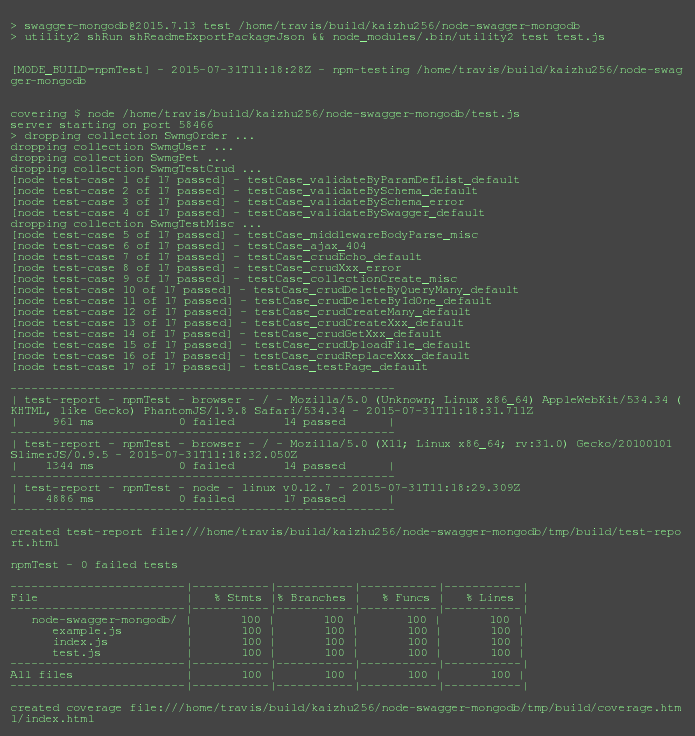 > swagger-mongodb@2015.7.13 test /home/travis/build/kaizhu256/node-swagger-mongodb
> utility2 shRun shReadmeExportPackageJson && node_modules/.bin/utility2 test test.js
[MODE_BUILD=npmTest] - 2015-07-31T11:18:28Z - npm-testing /home/travis/build/kaizhu256/node-swag
ger-mongodb
covering $ node /home/travis/build/kaizhu256/node-swagger-mongodb/test.js
server starting on port 58466
> dropping collection SwmgOrder ...
dropping collection SwmgUser ...
dropping collection SwmgPet ...
dropping collection SwmgTestCrud ...
[node test-case 1 of 17 passed] - testCase_validateByParamDefList_default
[node test-case 2 of 17 passed] - testCase_validateBySchema_default
[node test-case 3 of 17 passed] - testCase_validateBySchema_error
[node test-case 4 of 17 passed] - testCase_validateBySwagger_default
dropping collection SwmgTestMisc ...
[node test-case 5 of 17 passed] - testCase_middlewareBodyParse_misc
[node test-case 6 of 17 passed] - testCase_ajax_404
[node test-case 7 of 17 passed] - testCase_crudEcho_default
[node test-case 8 of 17 passed] - testCase_crudXxx_error
[node test-case 9 of 17 passed] - testCase_collectionCreate_misc
[node test-case 10 of 17 passed] - testCase_crudDeleteByQueryMany_default
[node test-case 11 of 17 passed] - testCase_crudDeleteByIdOne_default
[node test-case 12 of 17 passed] - testCase_crudCreateMany_default
[node test-case 13 of 17 passed] - testCase_crudCreateXxx_default
[node test-case 14 of 17 passed] - testCase_crudGetXxx_default
[node test-case 15 of 17 passed] - testCase_crudUploadFile_default
[node test-case 16 of 17 passed] - testCase_crudReplaceXxx_default
[node test-case 17 of 17 passed] - testCase_testPage_default
-------------------------------------------------------
| test-report - npmTest - browser - / - Mozilla/5.0 (Unknown; Linux x86_64) AppleWebKit/534.34 (
KHTML, like Gecko) PhantomJS/1.9.8 Safari/534.34 - 2015-07-31T11:18:31.711Z
|    961 ms            0 failed      14 passed      |
-------------------------------------------------------
| test-report - npmTest - browser - / - Mozilla/5.0 (X11; Linux x86_64; rv:31.0) Gecko/20100101
SlimerJS/0.9.5 - 2015-07-31T11:18:32.050Z
|    1344 ms            0 failed      14 passed      |
-------------------------------------------------------
| test-report - npmTest - node - linux v0.12.7 - 2015-07-31T11:18:29.309Z
|    4886 ms            0 failed      17 passed      |
-------------------------------------------------------
created test-report file:///home/travis/build/kaizhu256/node-swagger-mongodb/tmp/build/test-repo
rt.html
npmTest - 0 failed tests
-------------------------|-----------|-----------|-----------|-----------|
File                     |   % Stmts |% Branches |   % Funcs |   % Lines |
-------------------------|-----------|-----------|-----------|-----------|
   node-swagger-mongodb/ |       100 |       100 |       100 |       100 |
      example.js         |       100 |       100 |       100 |       100 |
      index.js           |       100 |       100 |       100 |       100 |
      test.js            |       100 |       100 |       100 |       100 |
-------------------------|-----------|-----------|-----------|-----------|
All files                |       100 |       100 |       100 |       100 |
-------------------------|-----------|-----------|-----------|-----------|
created coverage file:///home/travis/build/kaizhu256/node-swagger-mongodb/tmp/build/coverage.htm
l/index.html